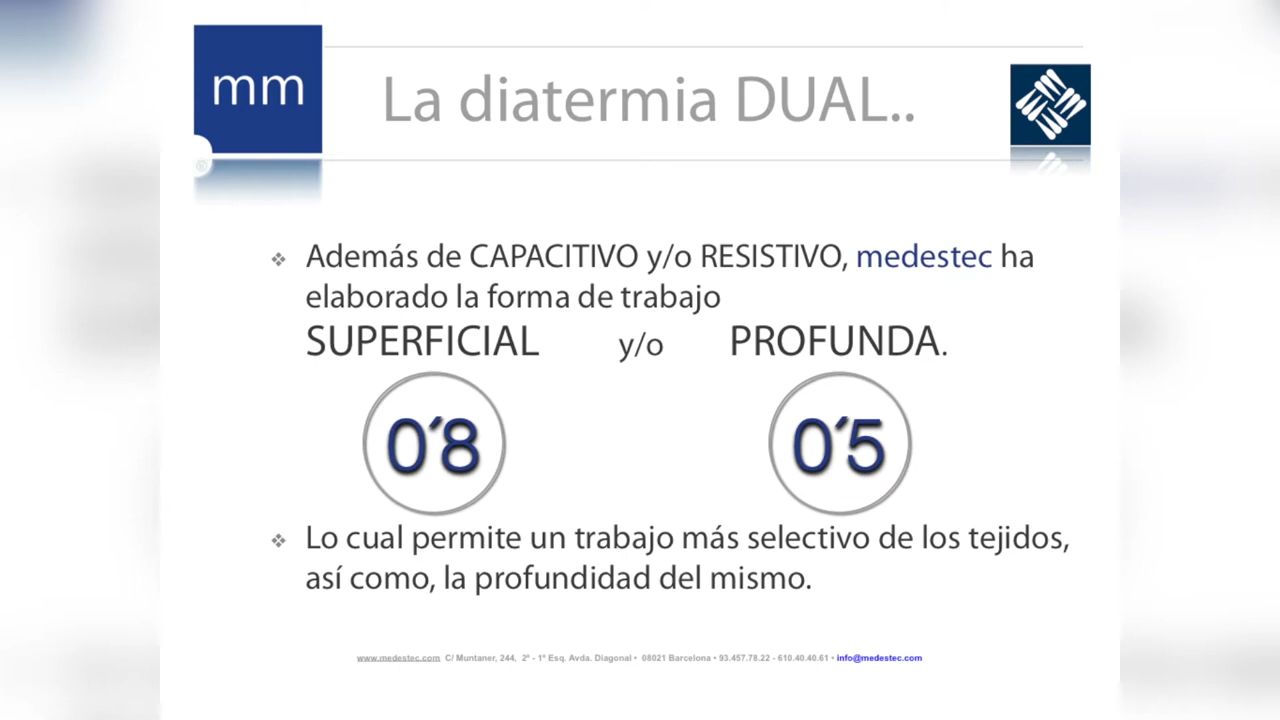 mm
La diatermia DUAL..
Además de CAPACITIVO y/o RESISTIVO, medestec ha
elaborado la forma de trabajo
SUPERFICIAL y/o PROFUNDA.
0´8 0´5
Lo cual permite un trabajo más selectivo de los tejidos,
así como, la profundidad del mismo.
www.medestec.com C/ Muntaner, 244, 2º - 1º Esq. Avda. Diagonal • 08021 Barcelona • 93.457.78.22 - 610.40.40.61 • info@medestec.com